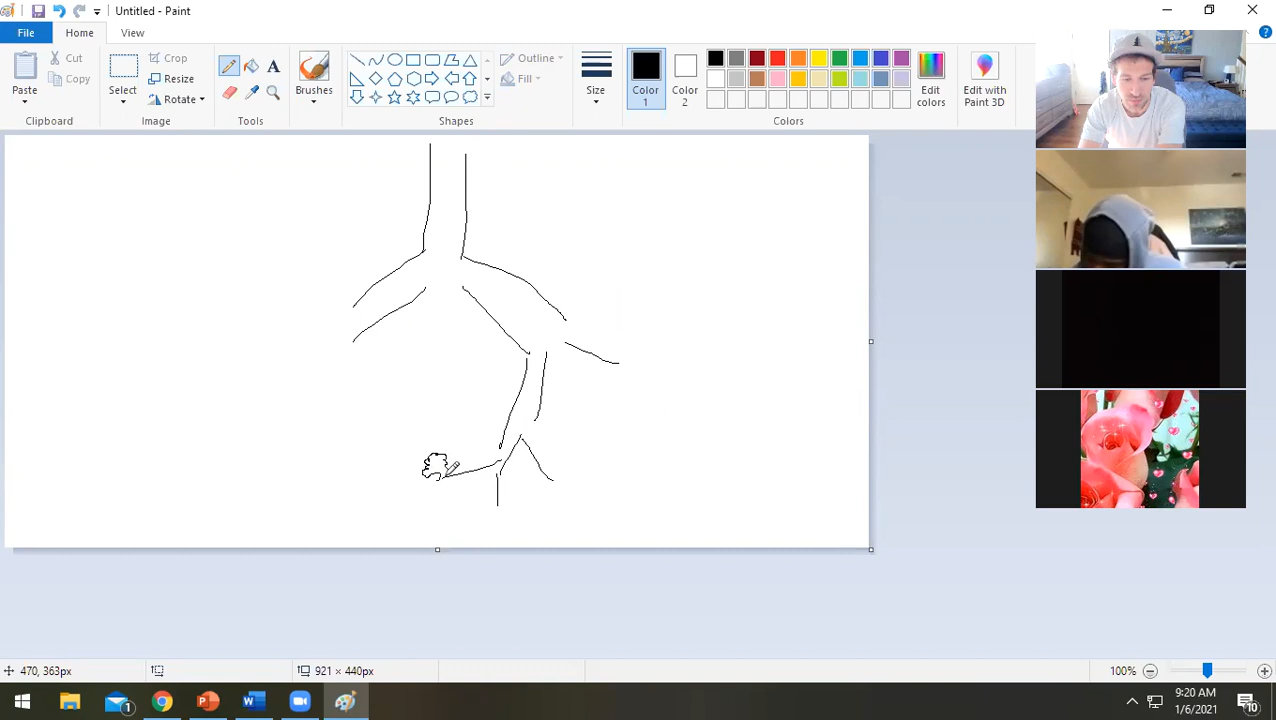 Untitled - Paint
File
Home
View
Paste
Cut
Copy
Clipboard
Select
Crop
Resize
Rotate
Image
A
Tools
Brushes
Shapes
Outline
Fill
Size
Color
1
Color
2
Edit
colors
Edit with
Paint 3D
Colors
470, 363px
921 × 440px
100%
1
9:20 AM
1/6/2021
10